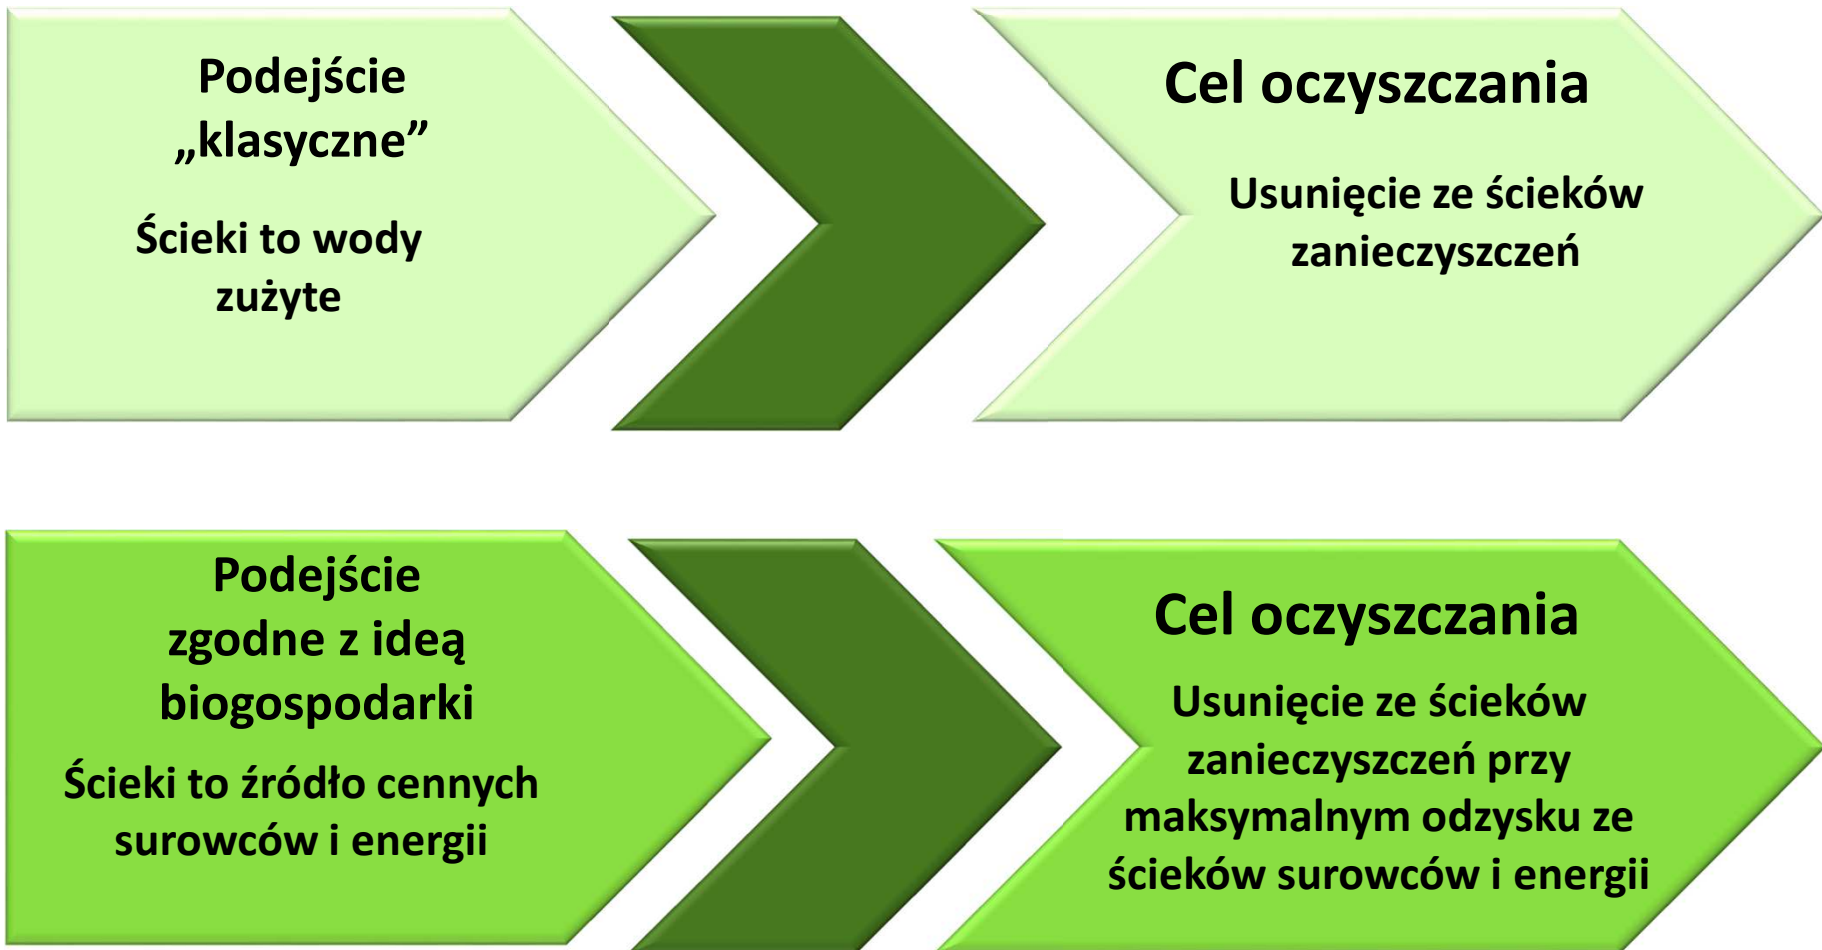 Podejście
„klasyczne”
Ścieki to wody
zużyte
Cel oczyszczania
Usunięcie ze ścieków
zanieczyszczeń
Podejście
zgodne z ideą
biogospodarki
Ścieki to źródło cennych
surowców i energii
Cel oczyszczania
Usunięcie ze ścieków
zanieczyszczeń przy
maksymalnym odzysku ze
ścieków surowców i energii